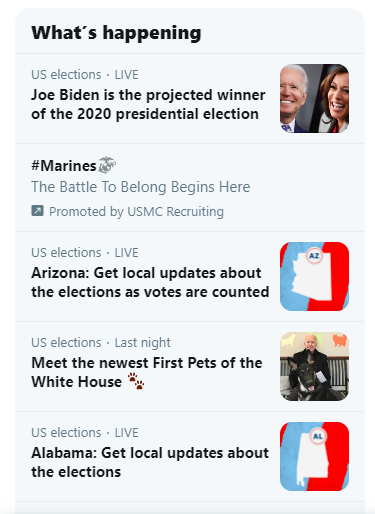 What's happening
US elections · LIVE
Joe Biden is the projected winner
of the 2020 presidential election
#Marines
The Battle To Belong Begins Here
Promoted by USMC Recruiting
US elections · LIVE
Arizona: Get local updates about
the elections as votes are counted
AZ
US elections · Last night
Meet the newest First Pets of the
White House 🐾
US elections · LIVE
Alabama: Get local updates about
the elections
AL